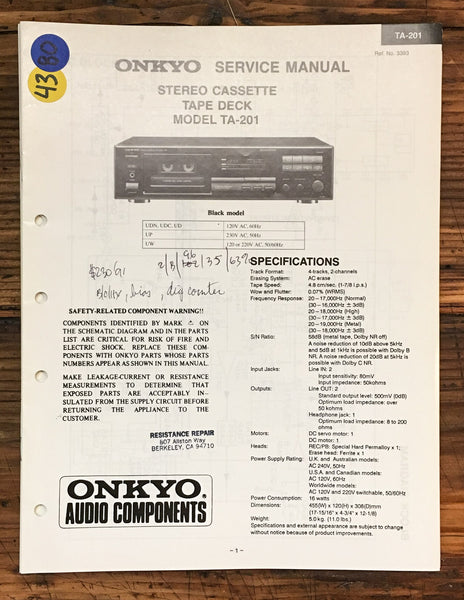 TA-201
Ref. No. 3393
4380
ONKYO SERVICE MANUAL
STEREO CASSETTE
TAPE DECK
MODEL TA-201
Black model
UDN, UDC, UD 120V AC, 60Hz
UP 230V AC, 50Hz
UW 120 or 220V AC, 50/60Hz
bias, dig counter
SAFETY-RELATED COMPONENT WARNING!!
COMPONENTS IDENTIFIED BY MARK ⚠ ON
THE SCHEMATIC DIAGRAM AND IN THE PARTS
LIST ARE CRITICAL FOR RISK OF FIRE AND
ELECTRIC SHOCK. REPLACE THESE COM-
PONENTS WITH ONKYO PARTS WHOSE PARTS
NUMBERS APPEAR AS SHOWN IN THIS MANUAL.
MAKE LEAKAGE-CURRENT OR RESISTANCE
MEASUREMENTS TO DETERMINE THAT
EXPOSED PARTS ARE ACCEPTABLY IN-
SULATED FROM THE SUPPLY CIRCUIT BEFORE
RETURNING THE APPLIANCE TO THE
CUSTOMER.
RESISTANCE REPAIR
807 Allston Way
BERKELEY, CA 94710
ONKYO
AUDIO COMPONENTS
SPECIFICATIONS
Track Format: 4-tracks, 2-channels
Erasing System: AC erase
Tape Speed: 4.8 cm/sec. (1-7/8 i.p.s.)
Wow and Flutter: 0.07% (WRMS)
Frequency Response: 20–17,000Hz (Normal)
(30–16,000Hz ± 3dB)
20–18,000Hz (High)
(30–17,000Hz ± 3dB)
20–19,000Hz (Metal)
(30–18,000Hz ± 3dB)
S/N Ratio: 58dB (metal tape, Dolby NR off)
A noise reduction of 10dB above 5kHz
and 5dB at 1kHz is possible with Dolby B
NR. A noise reduction of 20dB at 5kHz
is possible with Dolby C NR.
Input Jacks: Line IN: 2
Input sensitivity: 80mV
Input impedance: 50kohms
Outputs: Line OUT: 2
Standard output level: 500mV (0dB)
Optimum load impedance: over
50 kohms
Headphone jack: 1
Optimum load impedance: 8 to 200
ohms
Motors: DC servo motor: 1
DC motor: 1
Heads: REC/PB: Special Hard Permalloy x 1;
Erase head: Ferrite x 1
Power Supply Rating: U.K. and Australian models:
AC 240V, 50Hz
U.S.A. and Canadian models:
AC 120V, 60Hz
Worldwide models:
AC 120V and 220V switchable, 50/60Hz
Power Consumption: 16 watts
Dimensions: 455(W) x 120(H) x 308(D)mm
(17-15/16" x 4-3/4" x 12-1/8)
Weight: 5.0 kg. (11.0 lbs.)
Specifications and external appearance are subject to change
without notice because of product improvements.
– 1 –